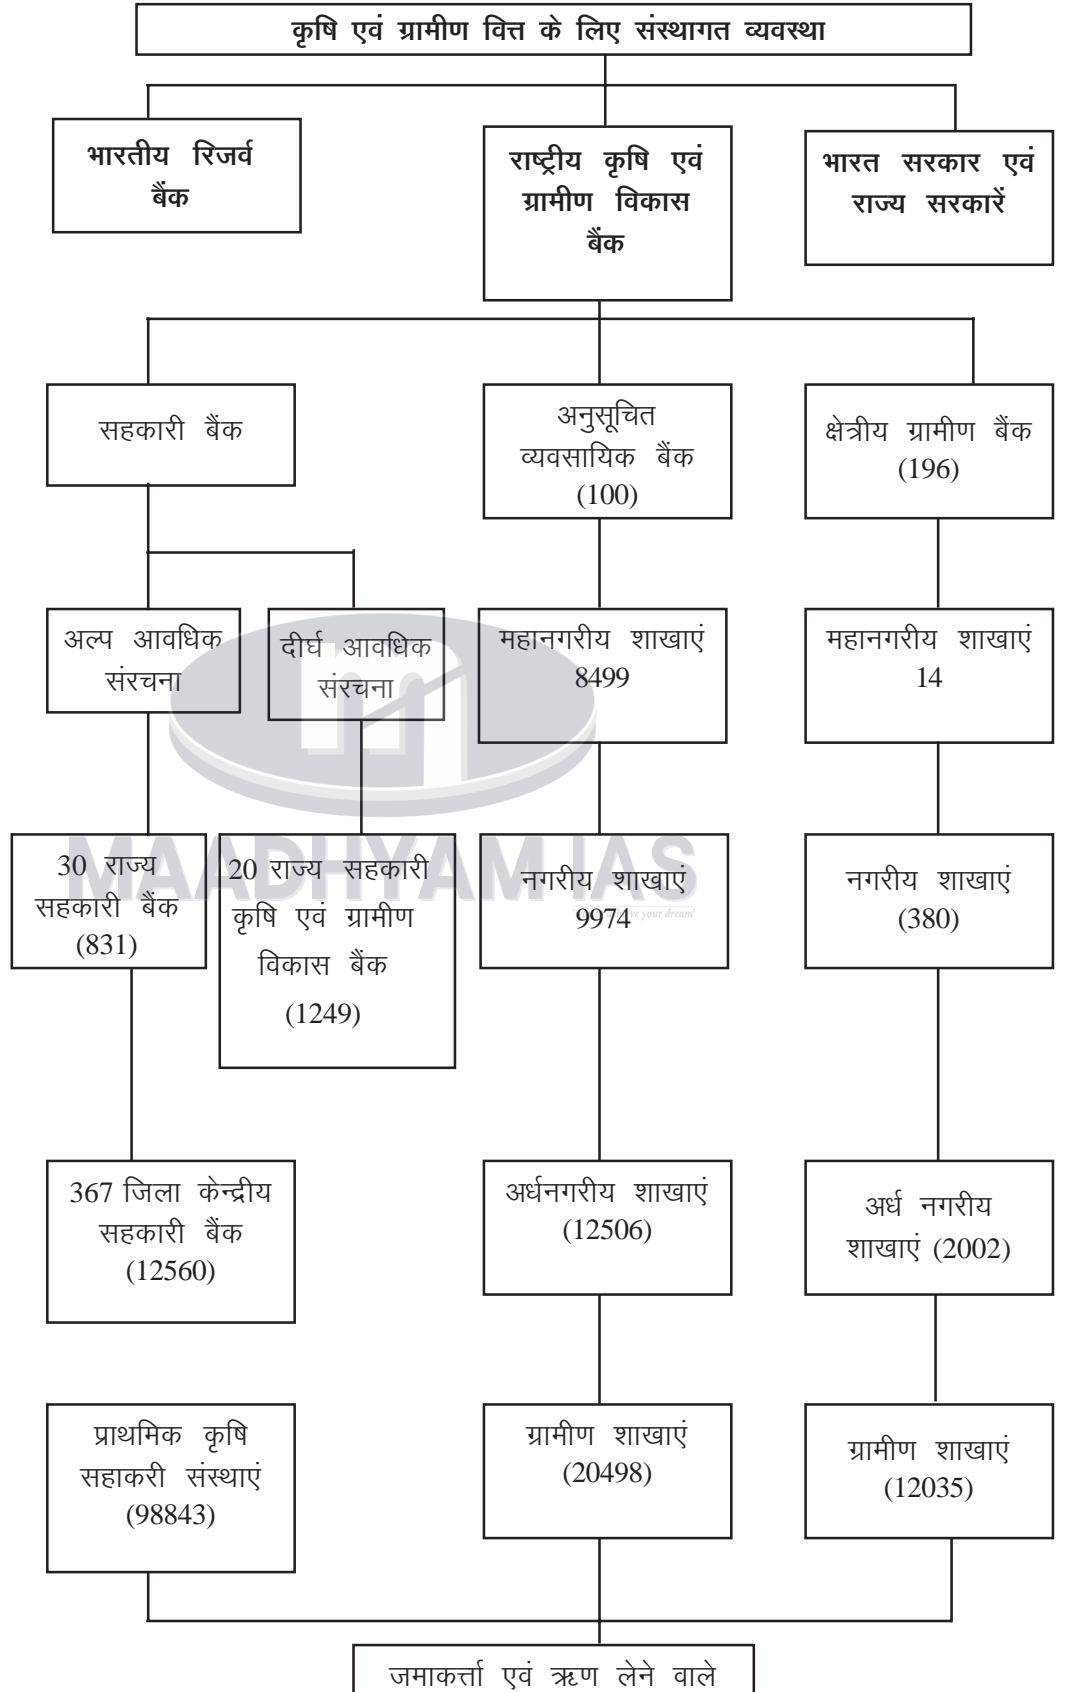 कृषि एवं ग्रामीण वित्त के लिए संस्थागत व्यवस्था
भारतीय रिजर्व
बैंक
राष्ट्रीय कृषि एवं
ग्रामीण विकास
बैंक
भारत सरकार एवं
राज्य सरकारें
सहकारी बैंक
अनुसूचित
व्यवसायिक बैंक
(100)
क्षेत्रीय ग्रामीण बैंक
(196)
अल्प आवधिक
संरचना
दीर्घ आवधिक
संरचना
महानगरीय शाखाएं
8499
महानगरीय शाखाएं
14
30 राज्य
सहकारी बैंक
(831)
20 राज्य सहकारी
कृषि एवं ग्रामीण
विकास बैंक
(1249)
नगरीय शाखाएं
9974
नगरीय शाखाएं
(380)
MAADHYAM IAS
your dream'
367 जिला केन्द्रीय
सहकारी बैंक
(12560)
अर्धनगरीय शाखाएं
(12506)
अर्ध नगरीय
शाखाएं (2002)
प्राथमिक कृषि
सहाकरी संस्थाएं
(98843)
ग्रामीण शाखाएं
(20498)
ग्रामीण शाखाएं
(12035)
जमाकर्त्ता एवं ऋण लेने वाले